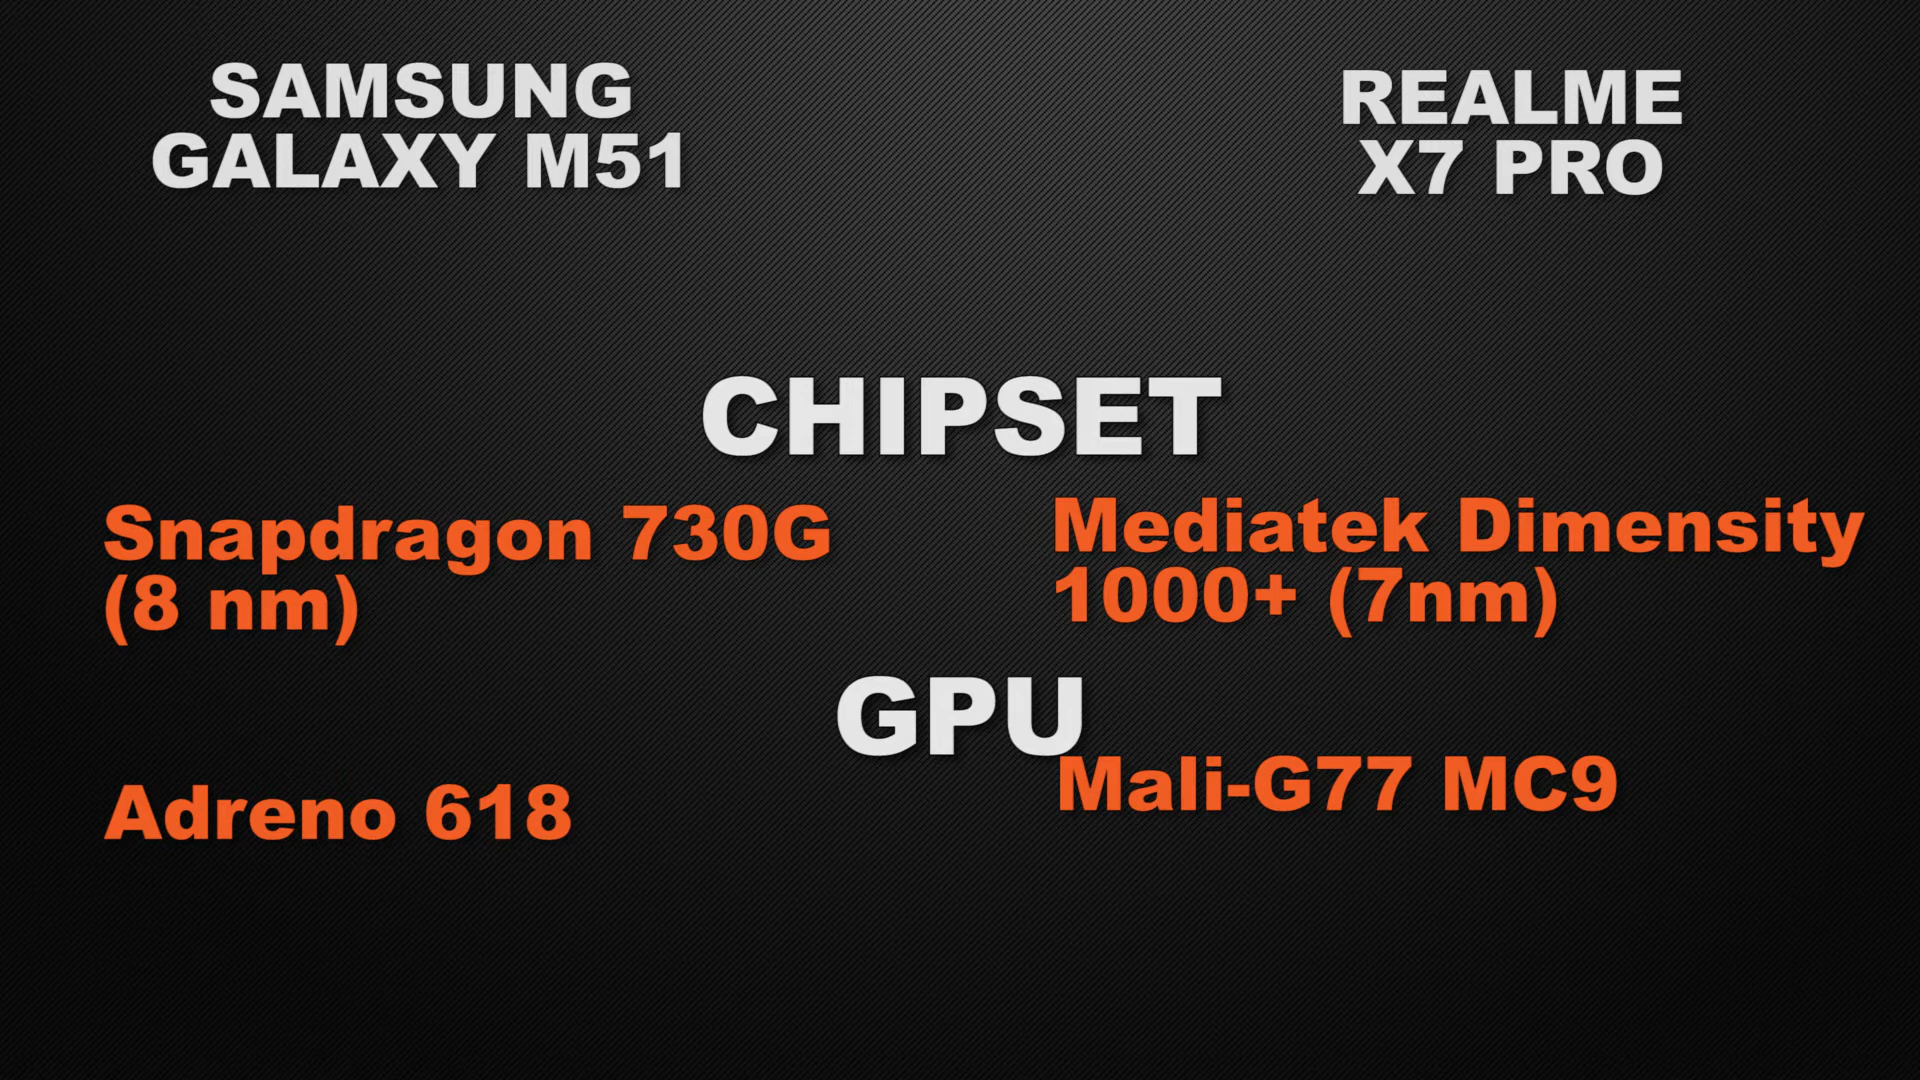 SAMSUNG
GALAXY M51
REALME
X7 PRO
CHIPSET
Snapdragon 730G
(8 nm)
Mediatek Dimensity
1000+ (7nm)
GPU
Adreno 618
Mali-G77 MC9